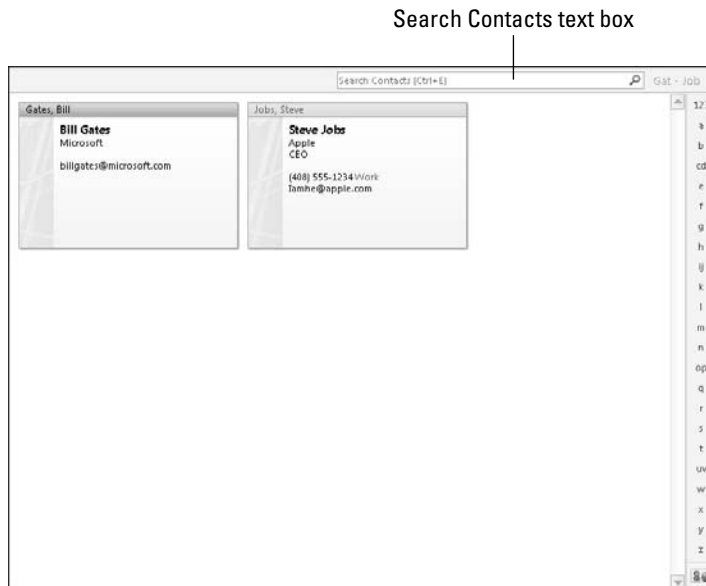 Search Contacts text box
Search Contacts (Ctrl+E)
Gat - Job
Gates, Bill
Bill Gates
Microsoft
billgates@microsoft.com
Jobs, Steve
Steve Jobs
Apple
CEO
(408) 555-1234 Work
Iamhe@apple.com
a
b
cd
e
f
g
h
ij
k
l
m
n
op
q
r
s
t
uv
w
x
y
z